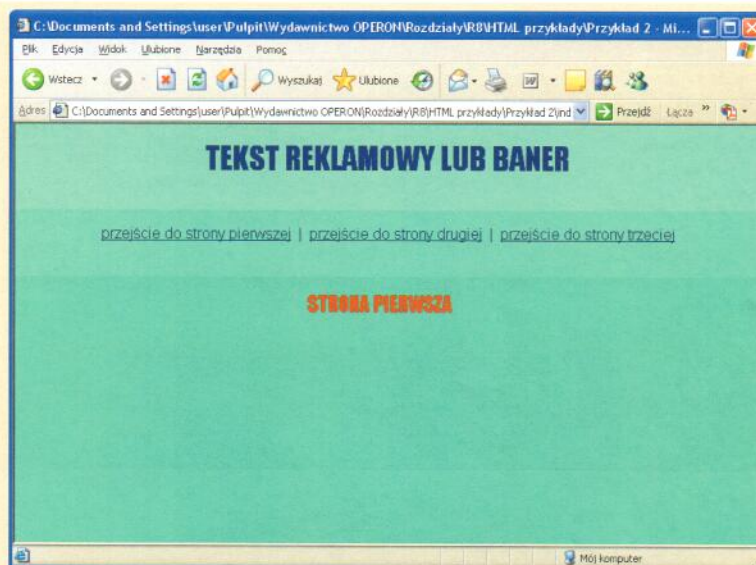 C:\Documents and Settings\user\Pulpit\Wydawnictwo OPERON\Rozdziały\R8\HTML przykłady\Przykład 2 - Mi...
Plik Edycja Widok Ulubione Narzędzia Pomoc
Wstecz Wyszukaj Ulubione
Adres C:\Documents and Settings\user\Pulpit\Wydawnictwo OPERON\Rozdziały\R8\HTML przykłady\Przykład 2\ind Przejdź Łącza »
TEKST REKLAMOWY LUB BANER
przejście do strony pierwszej | przejście do strony drugiej | przejście do strony trzeciej
STRONA PIERWSZA
Mój komputer